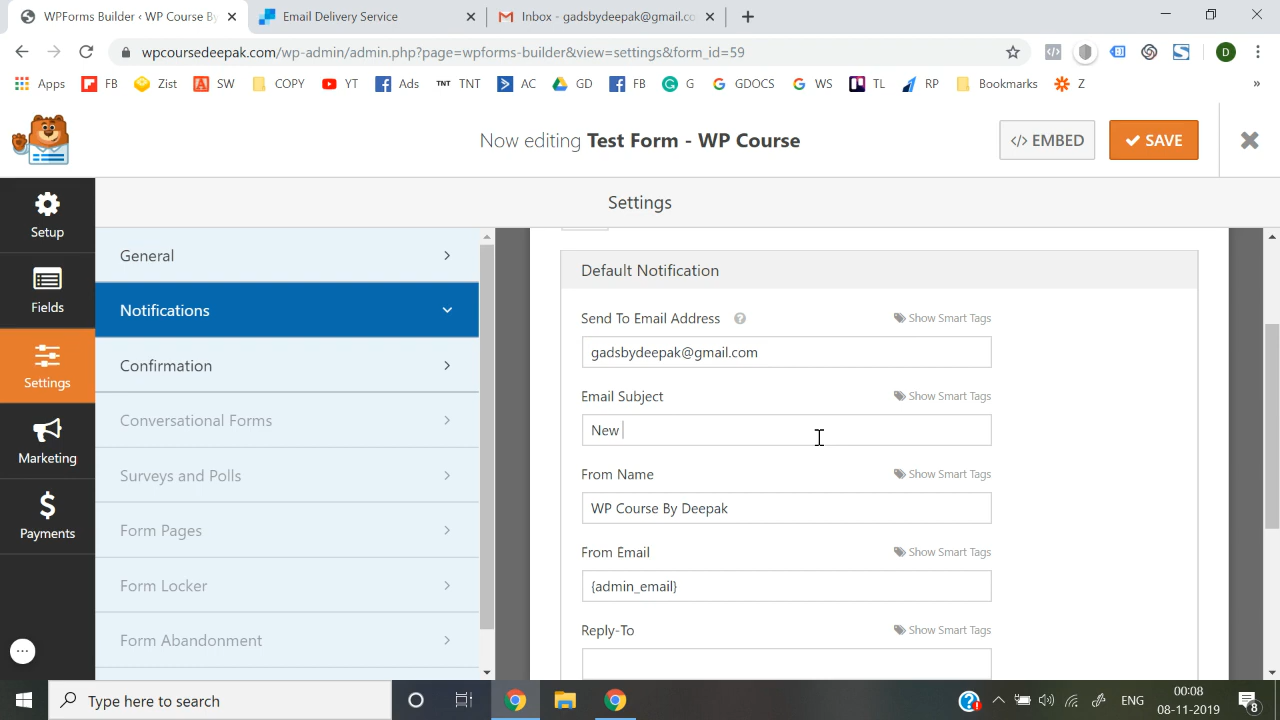 WPForms Builder ‹ WP Course By
Email Delivery Service
Inbox - gadsbydeepak@gmail.co
wpcoursedeepak.com/wp-admin/admin.php?page=wpforms-builder&view=settings&form_id=59
D
Apps FB Zist SW COPY YT Ads TNT TNT AC GD FB G GDOCS WS TL RP Bookmarks Z »
Now editing Test Form - WP Course
</> EMBED
SAVE
Setup
Fields
Settings
Marketing
Payments
Settings
General
Notifications
Confirmation
Conversational Forms
Surveys and Polls
Form Pages
Form Locker
Form Abandonment
Default Notification
Send To Email Address ? Show Smart Tags
gadsbydeepak@gmail.com
Email Subject Show Smart Tags
New
From Name Show Smart Tags
WP Course By Deepak
From Email Show Smart Tags
{admin_email}
Reply-To Show Smart Tags
Type here to search
ENG
00:08
08-11-2019
8